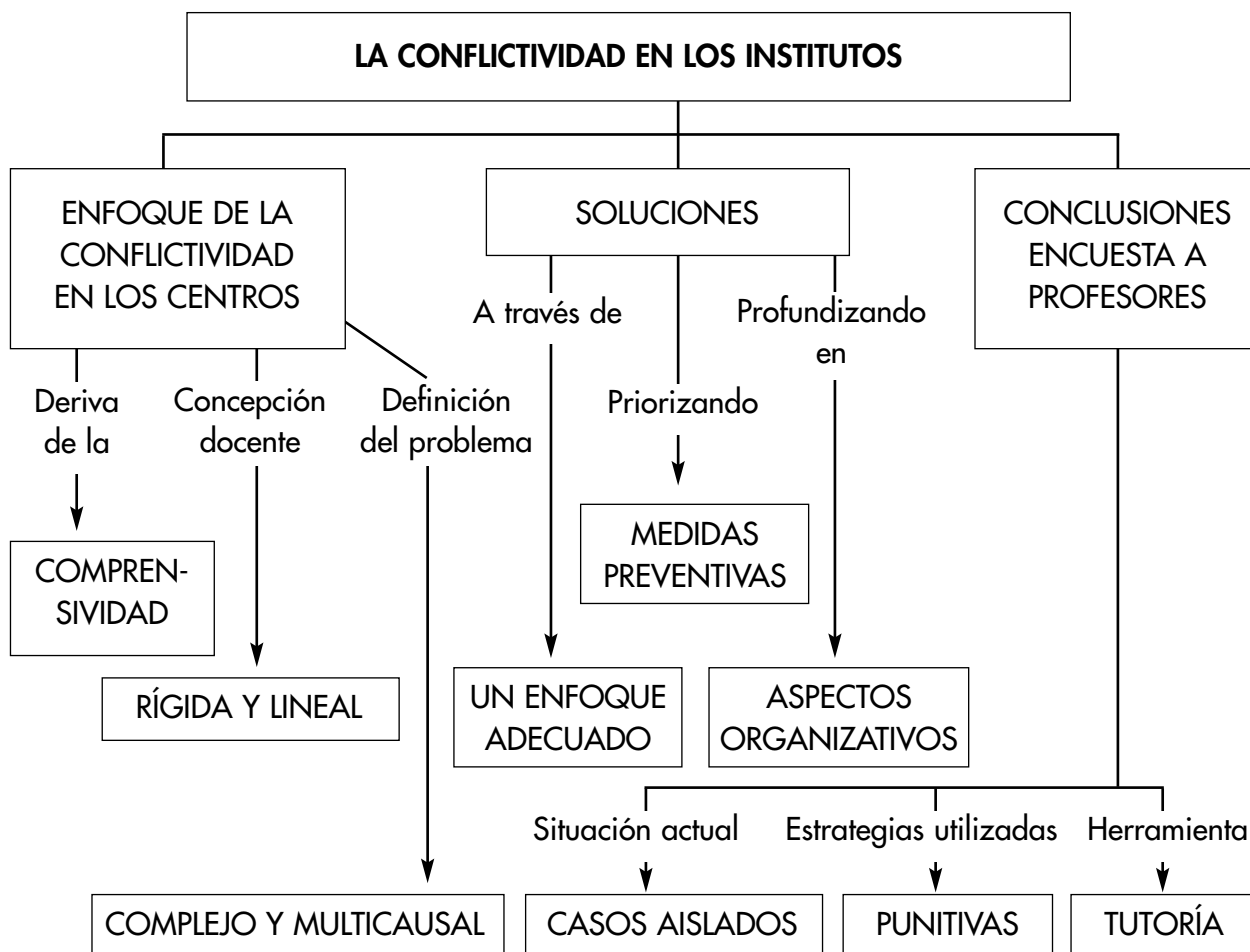 LA CONFLICTIVIDAD EN LOS INSTITUTOS
ENFOQUE DE LA
CONFLICTIVIDAD
EN LOS CENTROS
SOLUCIONES
CONCLUSIONES
ENCUESTA A
PROFESORES
Deriva
de la
Concepción
docente
Definición
del problema
A través de
Priorizando
Profundizando
en
COMPREN-
SIVIDAD
RÍGIDA Y LINEAL
MEDIDAS
PREVENTIVAS
UN ENFOQUE
ADECUADO
ASPECTOS
ORGANIZATIVOS
Situación actual
Estrategias utilizadas
Herramienta
COMPLEJO Y MULTICAUSAL
CASOS AISLADOS
PUNITIVAS
TUTORÍA